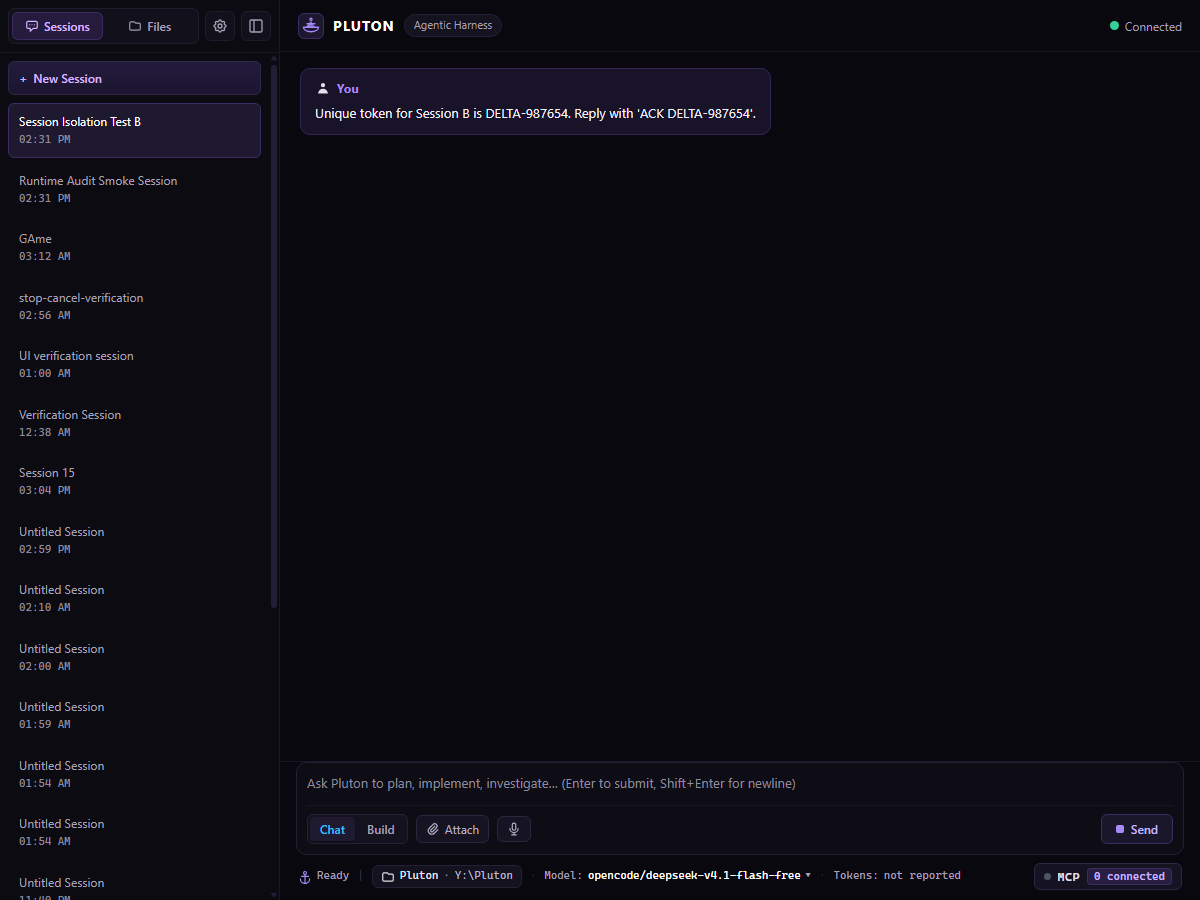 Sessions
Files
+ New Session
Session Isolation Test B
02:31 PM
Runtime Audit Smoke Session
02:31 PM
GAme
03:12 AM
stop-cancel-verification
02:56 AM
UI verification session
01:00 AM
Verification Session
12:38 AM
Session 15
03:04 PM
Untitled Session
02:59 PM
Untitled Session
02:10 AM
Untitled Session
02:00 AM
Untitled Session
01:59 AM
Untitled Session
01:54 AM
Untitled Session
01:54 AM
Untitled Session
PLUTON
Agentic Harness
Connected
You
Unique token for Session B is DELTA-987654. Reply with 'ACK DELTA-987654'.
Ask Pluton to plan, implement, investigate... (Enter to submit, Shift+Enter for newline)
Chat
Build
Attach
Send
Ready
Pluton · Y:\Pluton
Model: opencode/deepseek-v4.1-flash-free
Tokens: not reported
MCP
0 connected